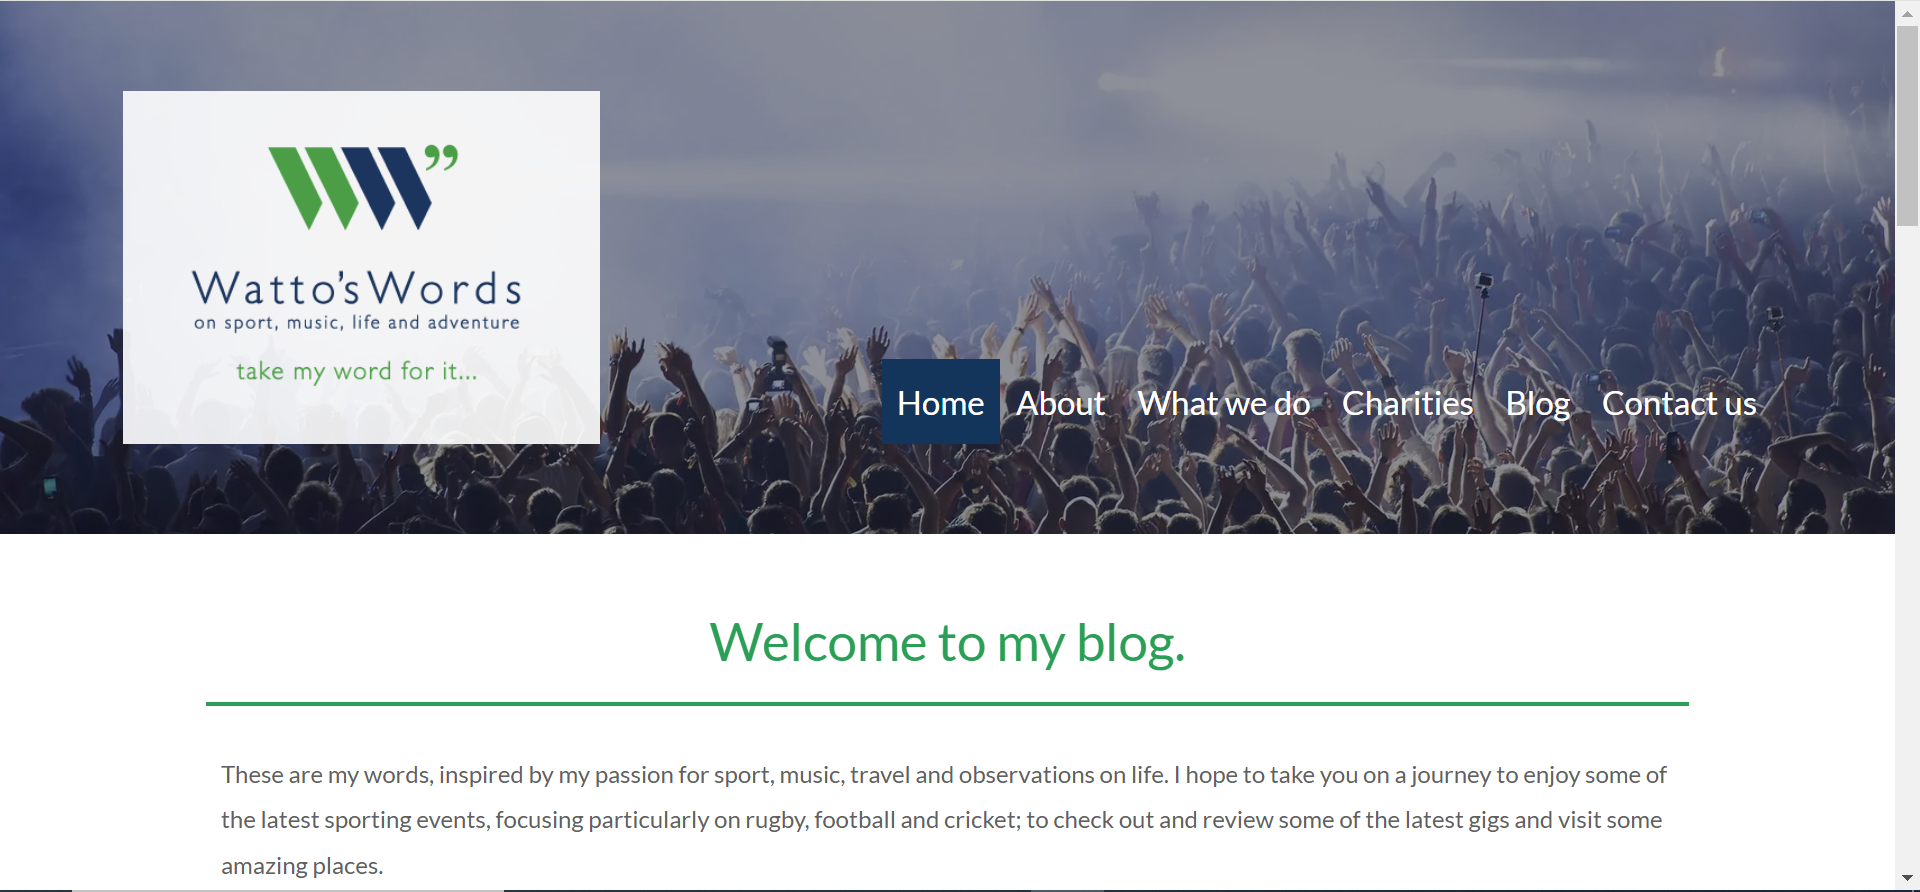 Watto'sWords
on sport, music, life and adventure
take my word for it...
Home About What we do Charities Blog Contact us
Welcome to my blog.
These are my words, inspired by my passion for sport, music, travel and observations on life. I hope to take you on a journey to enjoy some of
the latest sporting events, focusing particularly on rugby, football and cricket; to check out and review some of the latest gigs and visit some
amazing places.